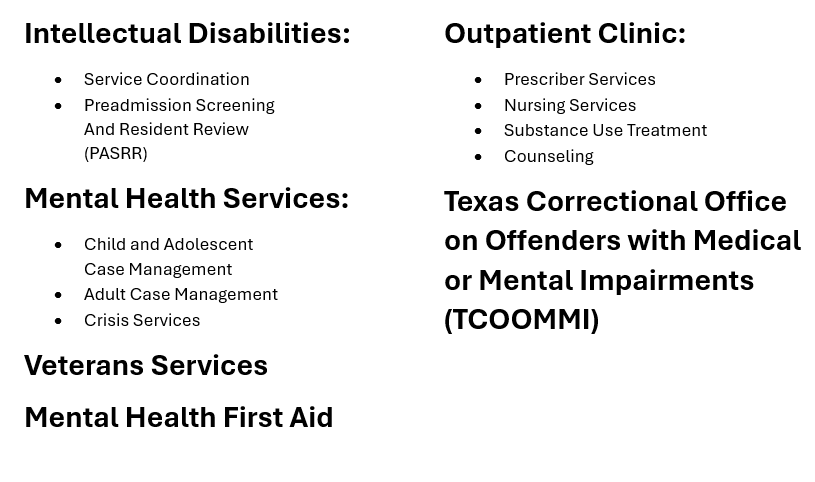 Intellectual Disabilities:
• Service Coordination
• Preadmission Screening
And Resident Review
(PASRR)
Mental Health Services:
• Child and Adolescent
Case Management
• Adult Case Management
• Crisis Services
Veterans Services
Mental Health First Aid
Outpatient Clinic:
• Prescriber Services
• Nursing Services
• Substance Use Treatment
• Counseling
Texas Correctional Office
on Offenders with Medical
or Mental Impairments
(TCOOMMI)